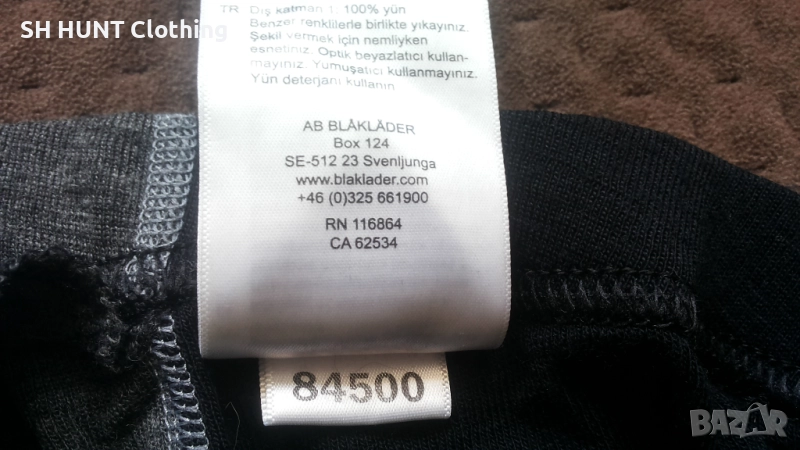 SH HUNT Clothing
TR Dış katman 1: 100% yün
Benzer renklilerle birlikte yıkayınız.
Şekil vermek için nemliyken
esnetiniz. Optik beyazlatıcı kullan-
mayınız. Yumuşatıcı kullanmayınız.
Yün deterjanı kullanın
AB BLÅKLÄDER
Box 124
SE-512 23 Svenljunga
www.blaklader.com
+46 (0)325 661900
RN 116864
CA 62534
84500
BAZAR